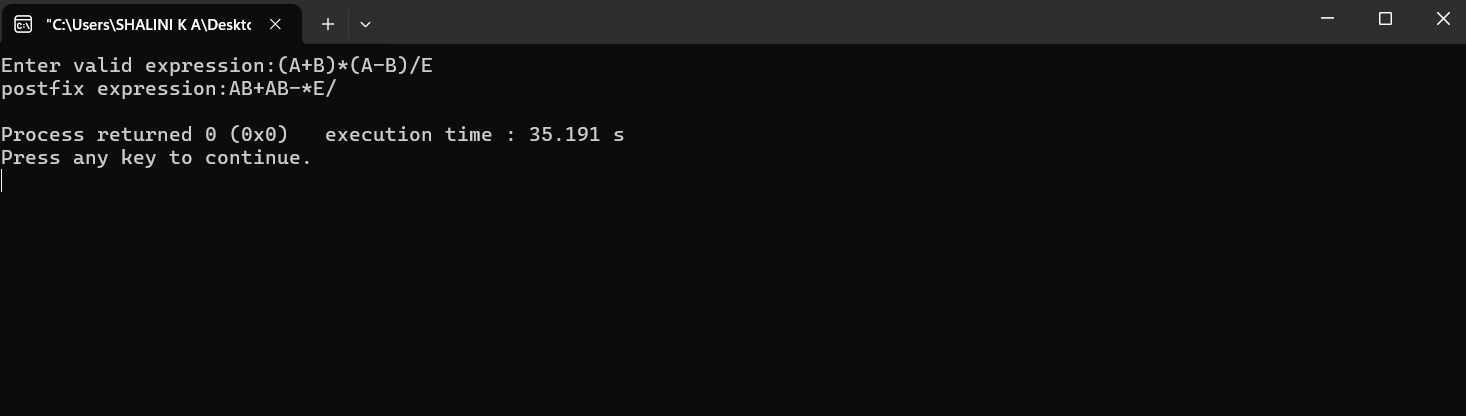 "C:\Users\SHALINI K A\Deskto
Enter valid expression:(A+B)*(A-B)/E
postfix expression:AB+AB-*E/
Process returned 0 (0x0)   execution time : 35.191 s
Press any key to continue.